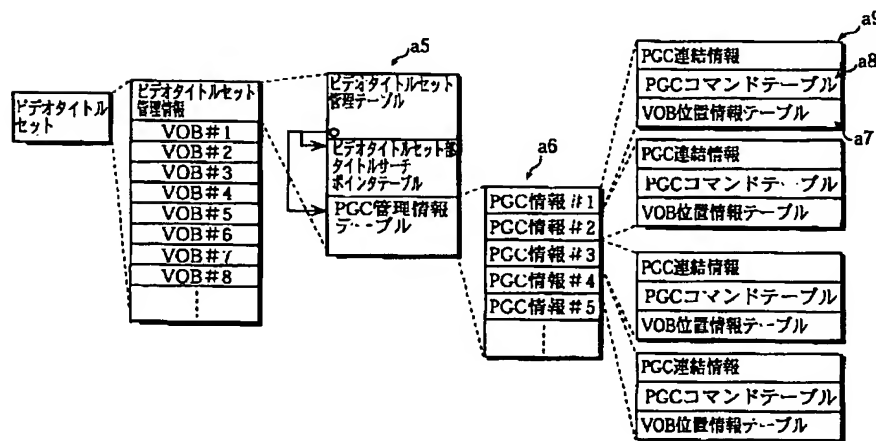 ビデオタイトル
セット
ビデオタイトルセット
管理情報
VOB#1
VOB#2
VOB#3
VOB#4
VOB#5
VOB#6
VOB#7
VOB#8
a5
ビデオタイトルセット
管理テーブル
ビデオタイトルセット部
タイトルサーチ
ポインタテーブル
PGC管理情報
テーブル
a6
PGC情報#1
PGC情報#2
PGC情報#3
PGC情報#4
PGC情報#5
a9
PGC連結情報
a8
PGCコマンドテーブル
VOB位置情報テーブル
a7
PGC連結情報
PGCコマンドテーブル
VOB位置情報テーブル
PGC連結情報
PGCコマンドテーブル
VOB位置情報テーブル
PGC連結情報
PGCコマンドテーブル
VOB位置情報テーブル